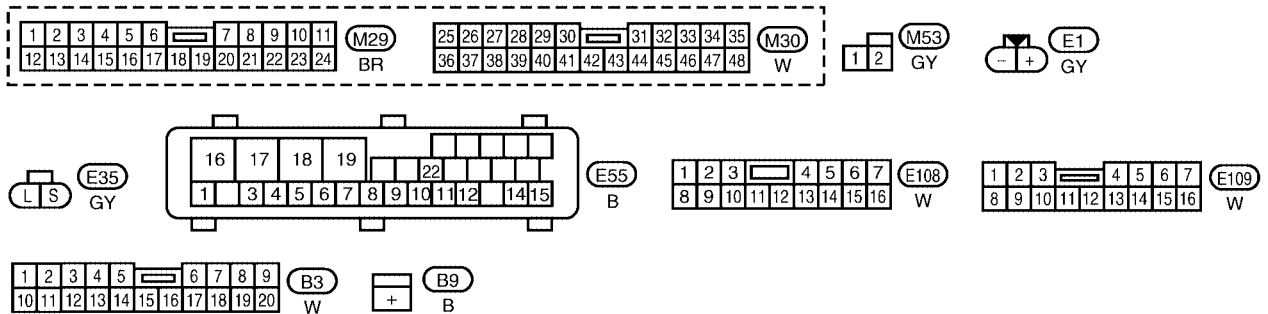 1 2 3 4 5 6 7 8 9 10 11 M29
12 13 14 15 16 17 18 19 20 21 22 23 24 BR
25 26 27 28 29 30 31 32 33 34 35 M30
36 37 38 39 40 41 42 43 44 45 46 47 48 W
M53
1 2 GY
E1
− + GY
L S E35
GY
16 17 18 19
22
1 3 4 5 6 7 8 9 10 11 12 14 15
E55
B
1 2 3 4 5 6 7 E108
8 9 10 11 12 13 14 15 16 W
1 2 3 4 5 6 7 E109
8 9 10 11 12 13 14 15 16 W
1 2 3 4 5 6 7 8 9 B3
10 11 12 13 14 15 16 17 18 19 20 W
B9
+ B